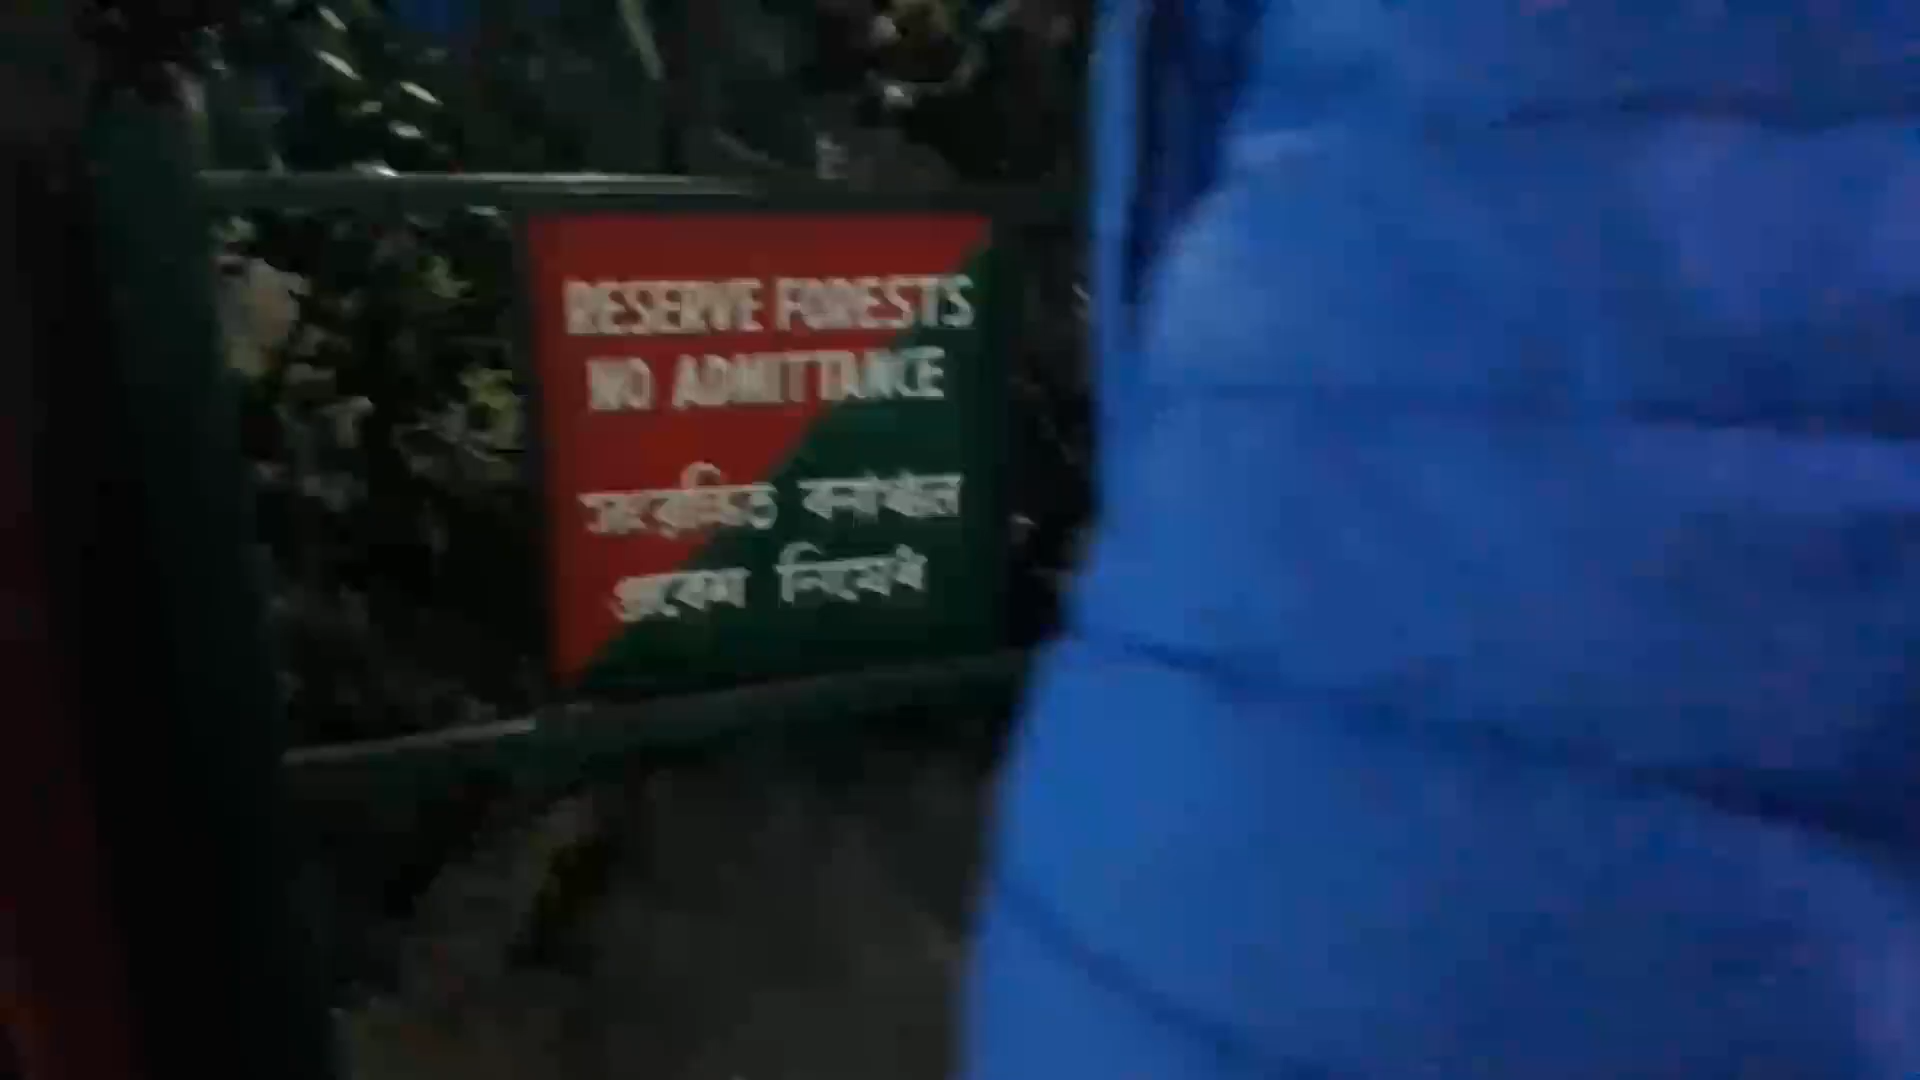 RESERVE FORESTS
NO ADMITTANCE
সংরক্ষিত বনাঞ্চল
প্রবেশ নিষেধ